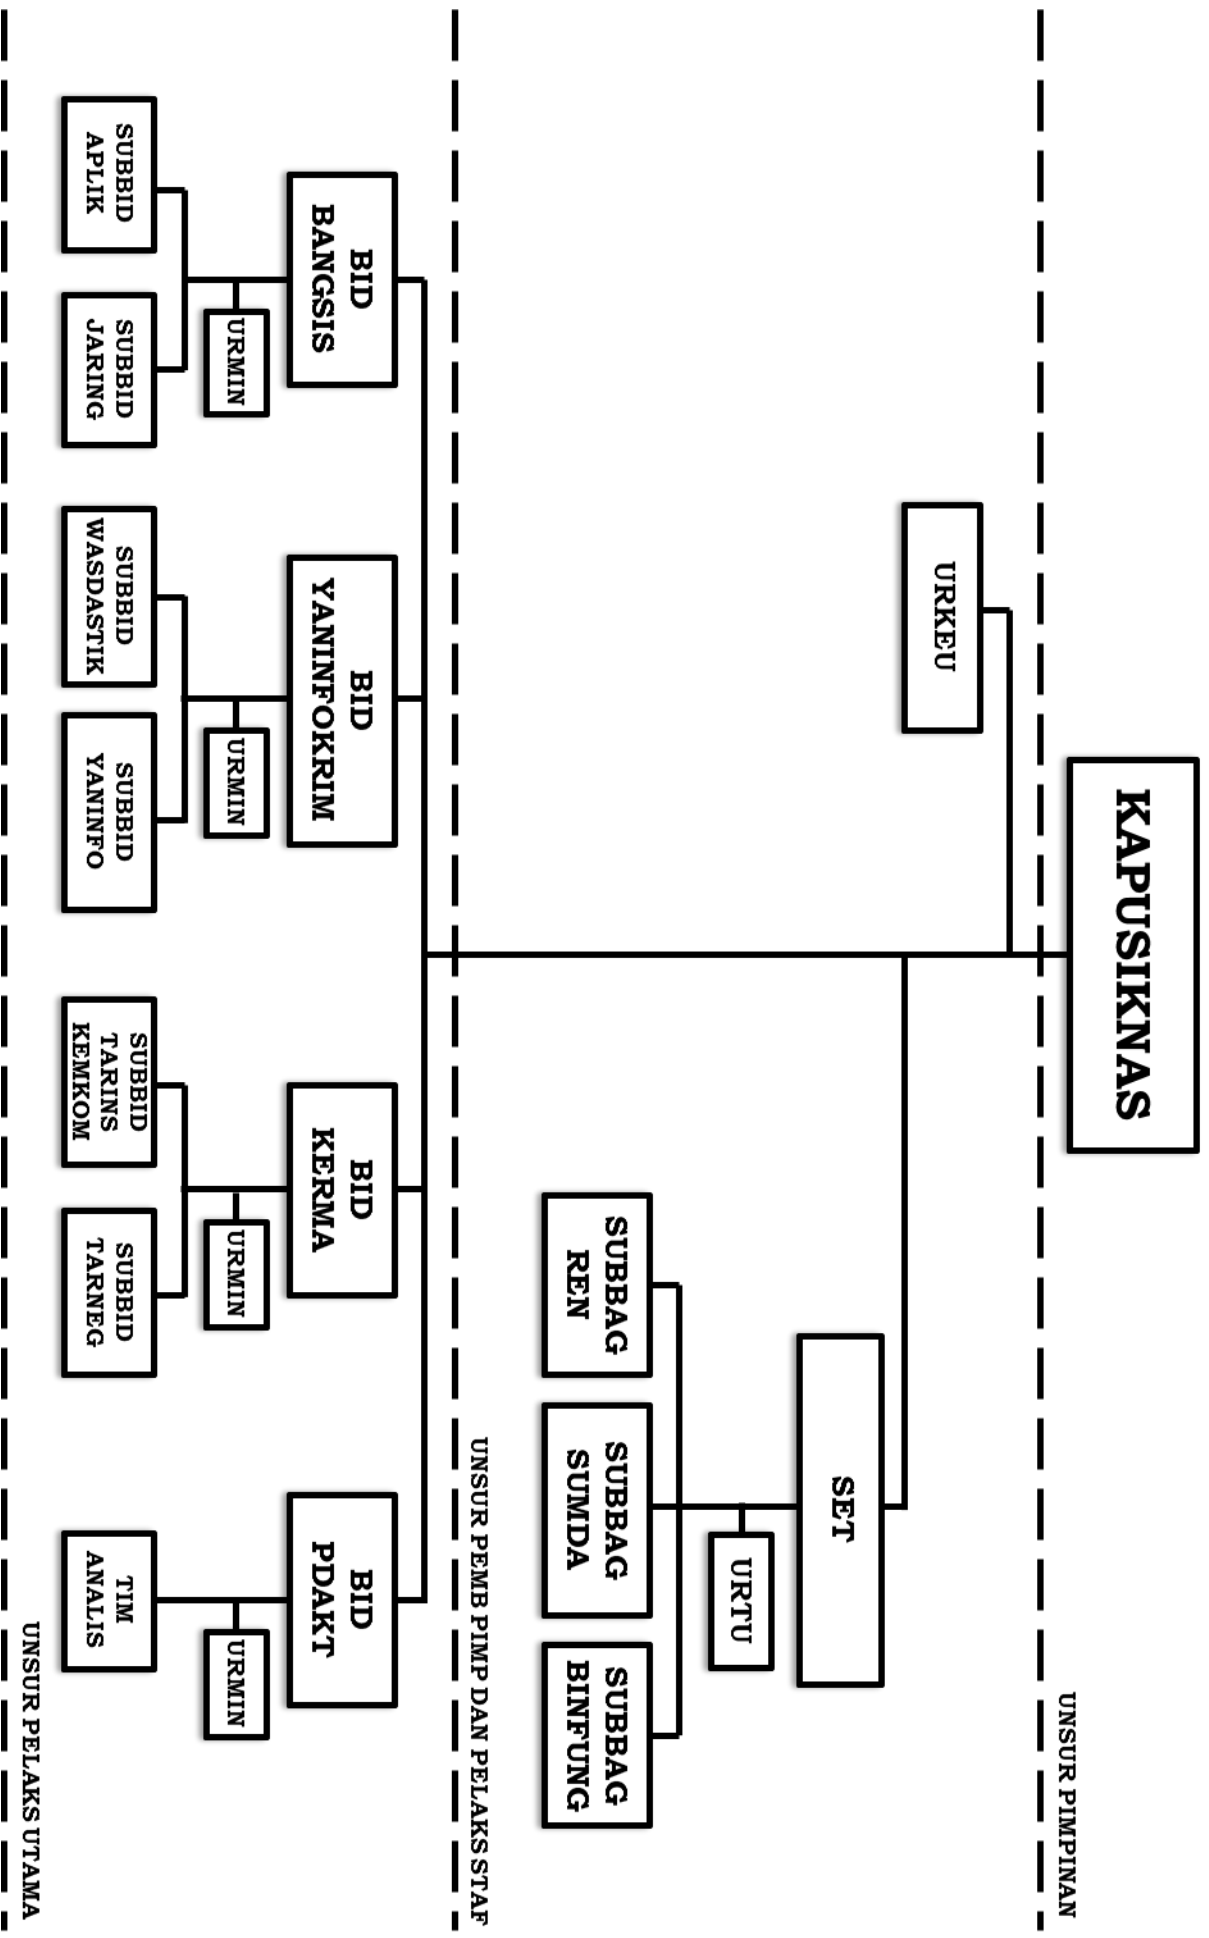 KAPUSIKNAS
UNSUR PIMPINAN
URKEU
SET
URTU
SUBBAG
REN
SUBBAG
SUMDA
SUBBAG
BINFUNG
UNSUR PEMB PIMP DAN PELAKS STAF
BID
BANGSIS
BID
YANINFOKRIM
BID
KERMA
BID
PDAKT
URMIN
URMIN
URMIN
URMIN
SUBBID
APLIK
SUBBID
JARING
SUBBID
WASDASTIK
SUBBID
YANINFO
SUBBID
TARINS
KEMKOM
SUBBID
TARNEG
TIM
ANALIS
UNSUR PELAKS UTAMA